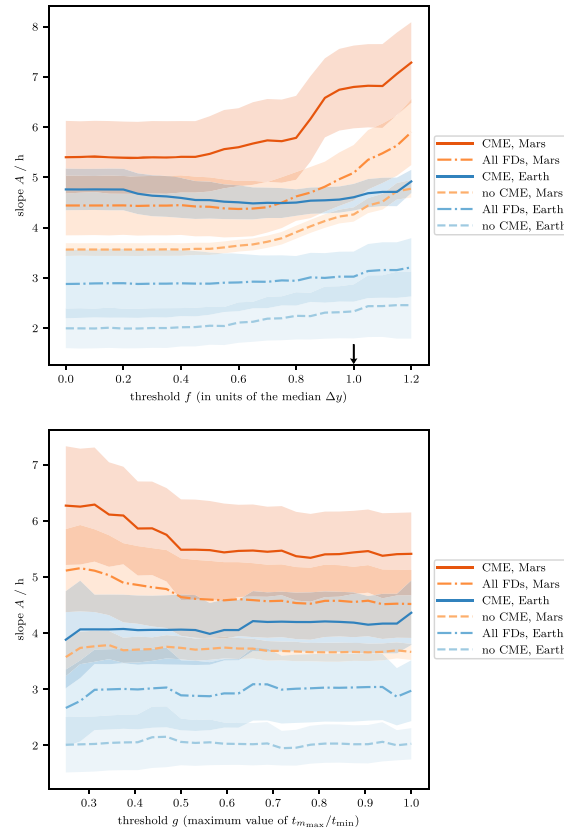 8
7
6
5
4
3
2
slope A / h
0.0 0.2 0.4 0.6 0.8 1.0 1.2
threshold f (in units of the median Δy)
CME, Mars
All FDs, Mars
CME, Earth
no CME, Mars
All FDs, Earth
no CME, Earth
7
6
5
4
3
2
slope A / h
0.3 0.4 0.5 0.6 0.7 0.8 0.9 1.0
threshold g (maximum value of t_{m_max}/t_min)
CME, Mars
All FDs, Mars
CME, Earth
no CME, Mars
All FDs, Earth
no CME, Earth